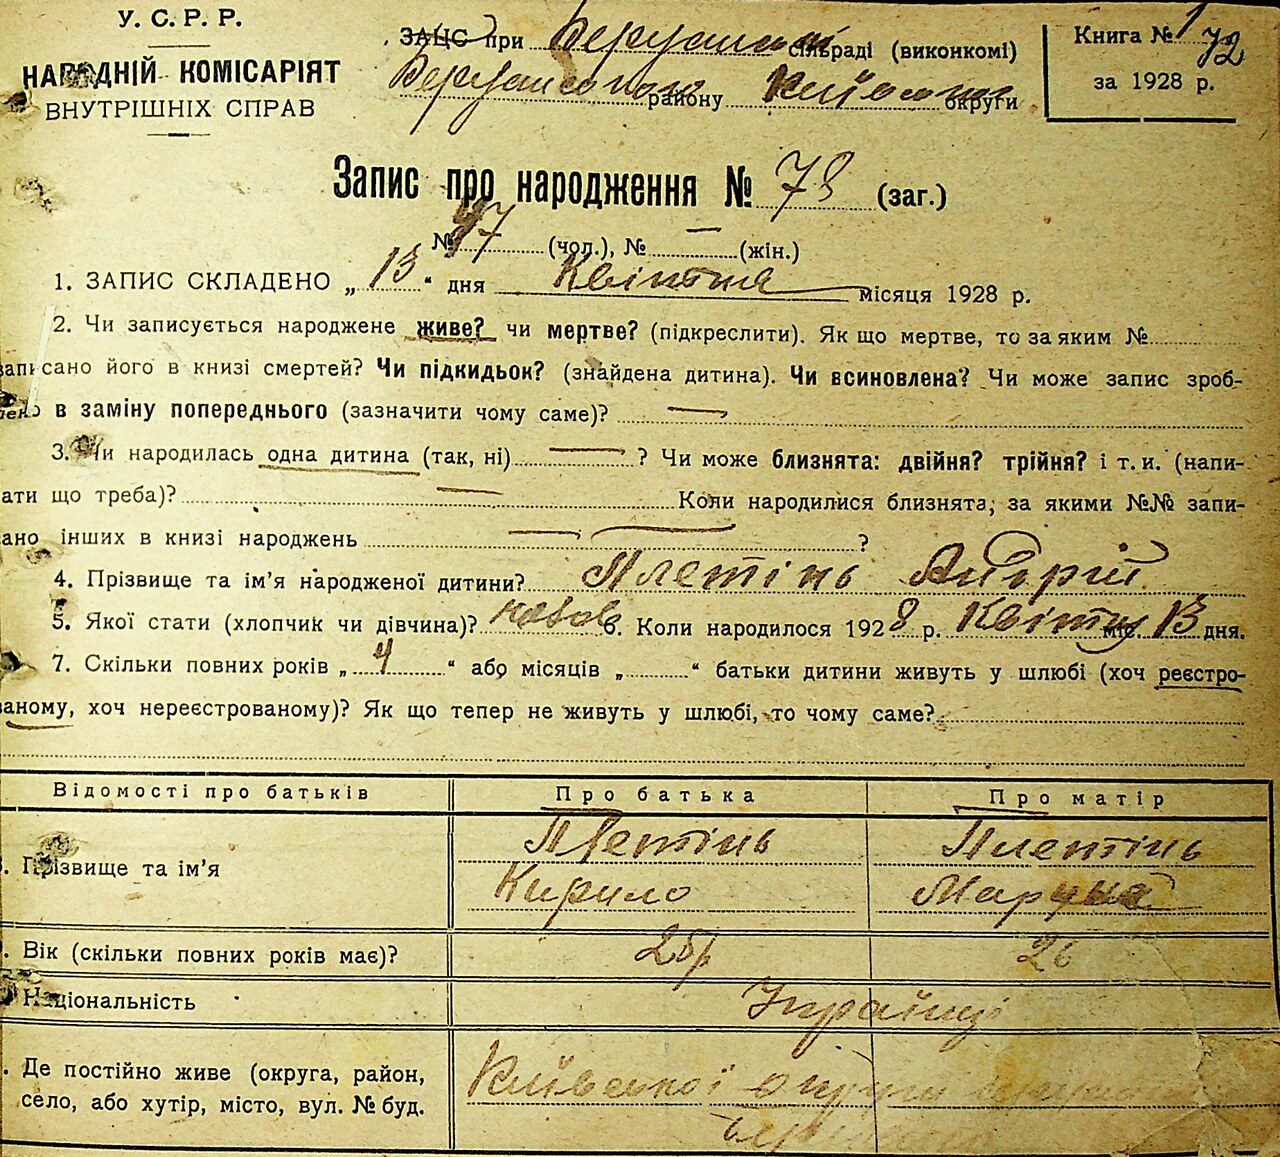 У. С. Р. Р.
НАРОДНІЙ КОМІСАРІЯТ
ВНУТРІШНІХ СПРАВ
ЗАЦС при сільраді (виконкомі)
району округи
Книга № 1
72
за 1928 р.
Запис про народження № 78 (заг.)
№ 47 (чол.), № — (жін.)
1. ЗАПИС СКЛАДЕНО „ 13 “ дня Квітня місяця 1928 р.
2. Чи записується народжене живе? чи мертве? (підкреслити). Як що мертве, то за яким №
записано його в книзі смертей? Чи підкидьок? (знайдена дитина). Чи всиновлена? Чи може запис зроб-
лено в заміну попереднього (зазначити чому саме)? —
3. Чи народилась одна дитина (так, ні) — ? Чи може близнята: двійня? трійня? і т. и. (напи-
сати що треба)? — Коли народилися близнята, за якими №№ запи-
сано інших в книзі народжень — — ?
4. Прізвище та ім’я народженої дитини? Плетінь Андрій
5. Якої стати (хлопчик чи дівчина)? 6. Коли народилося 1928 р. Квітня міс. 13 дня.
7. Скільки повних років „ 4 “ або місяців „ “ батьки дитини живуть у шлюбі (хоч реєстро-
ваному, хоч нереєстрованому)? Як що тепер не живуть у шлюбі, то чому саме?
Відомості про батьків Про батька Про матір
Прізвище та ім’я Плетінь Кирило Плетінь
Вік (скільки повних років має)? 25р 26
Національність Українці
Де постійно живе (округа, район,
село, або хутір, місто, вул. № буд. Київської округи